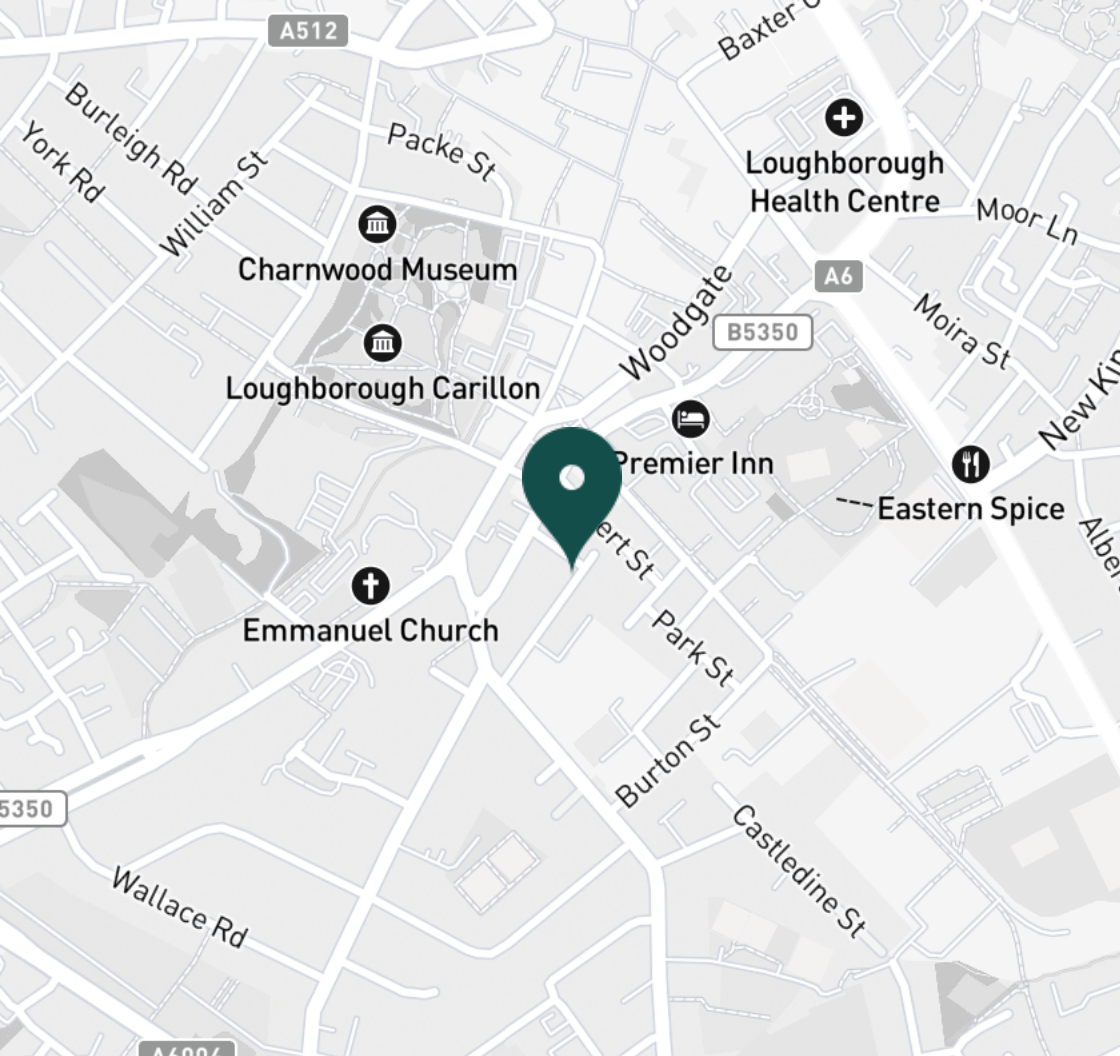 A512
Baxter
Burleigh Rd
York Rd
William St
Packe St
Loughborough
Health Centre
Moor Ln
Charnwood Museum
A6
Woodgate
B5350
Moira St
Loughborough Carillon
New
Premier Inn
Eastern Spice
Emmanuel Church
Park St
St
Burton St
5350
Castledine St
Wallace Rd